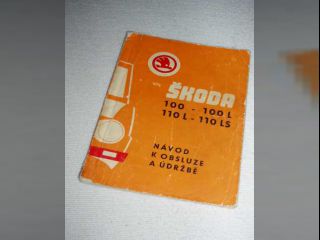 ŠKODA
100 - 100 L
110 L - 110 LS
NÁVOD
K OBSLUZE
A ÚDRŽBĚ